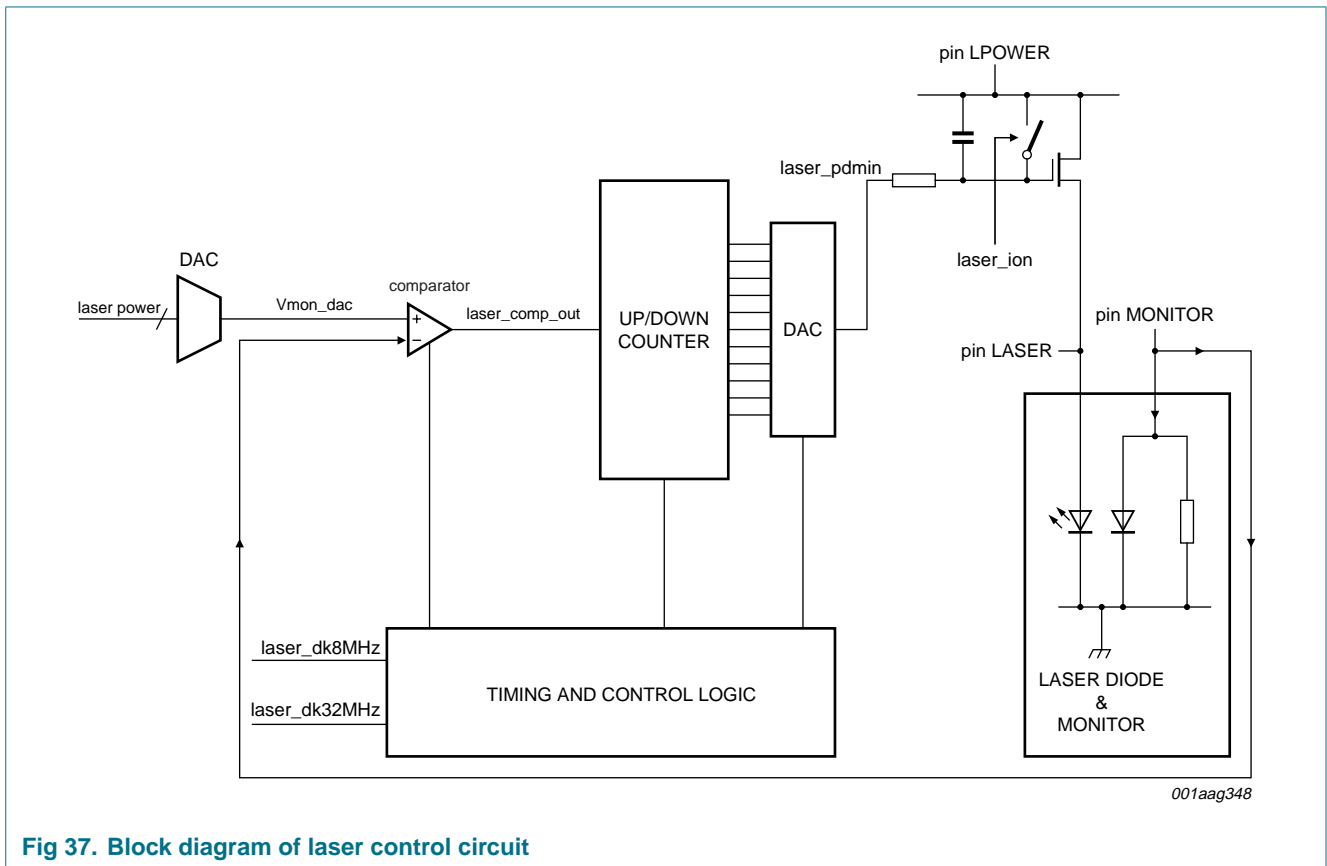 pin LPOWER
laser_pdmin
laser_ion
DAC
laser power
Vmon_dac
comparator
+
−
laser_comp_out
UP/DOWN
COUNTER
DAC
pin MONITOR
pin LASER
laser_dk8MHz
laser_dk32MHz
TIMING AND CONTROL LOGIC
LASER DIODE
&
MONITOR
001aag348
Fig 37. Block diagram of laser control circuit